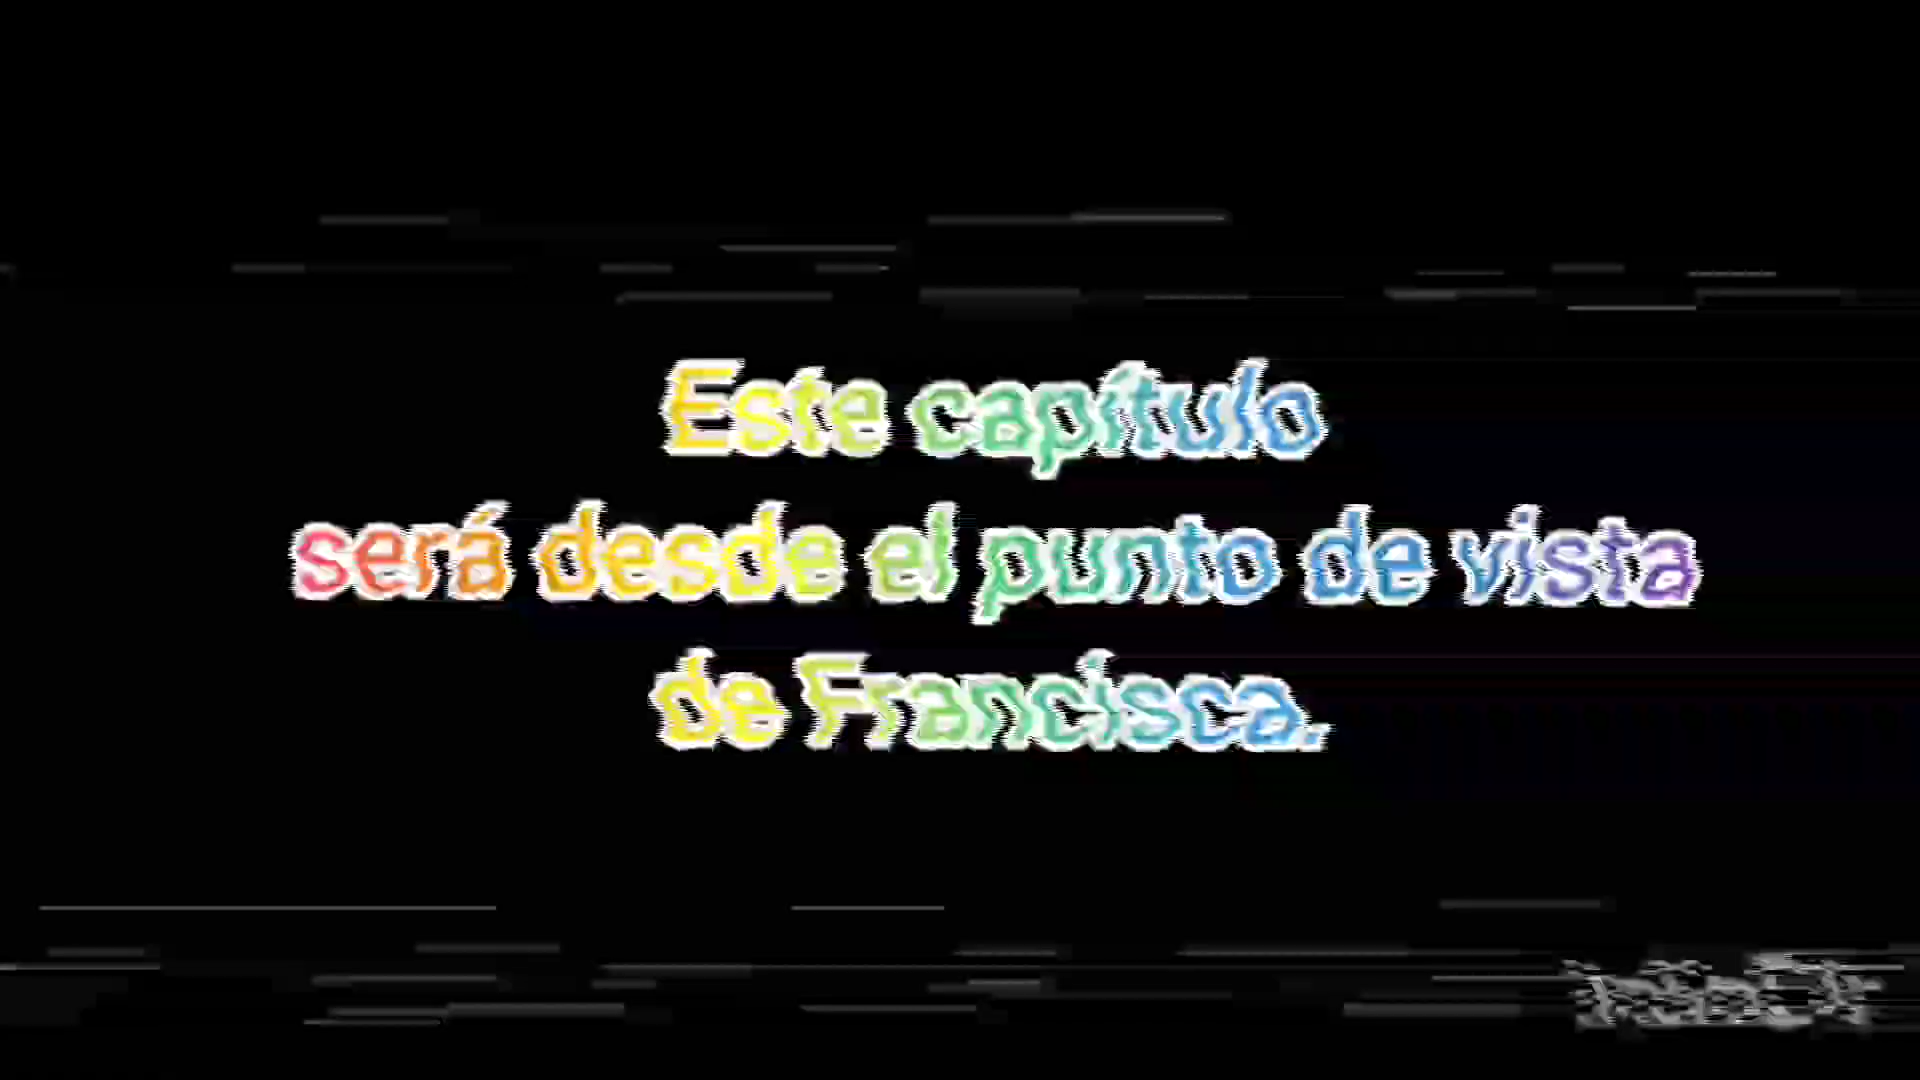 Este capítulo
será desde el punto de vista
de Francisca.